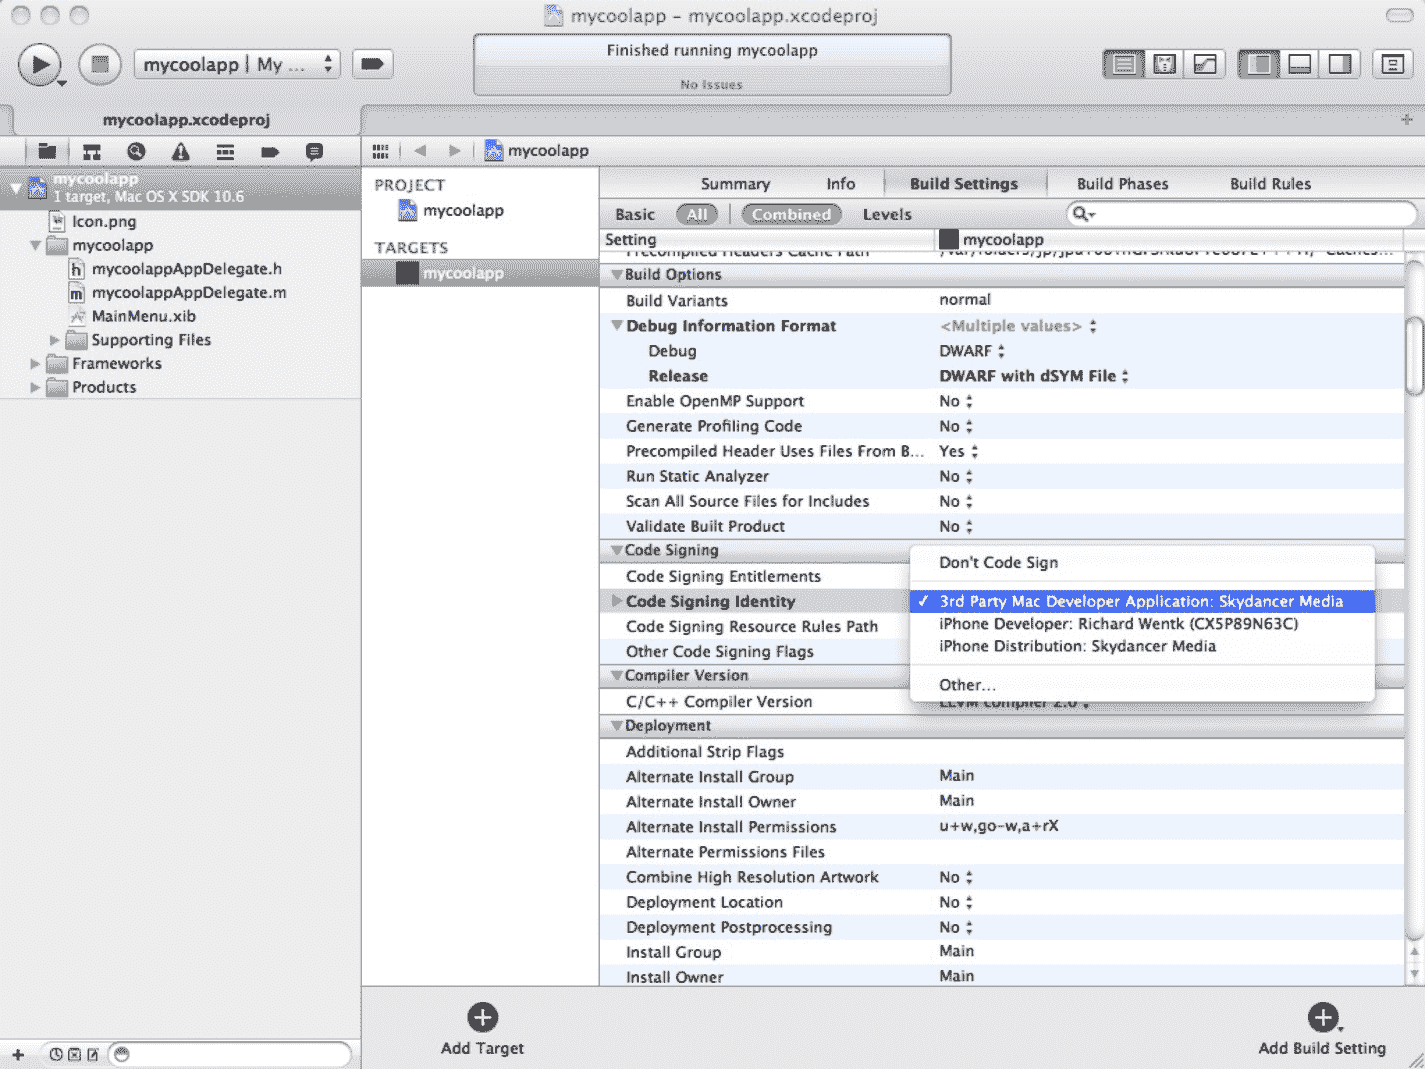 mycoolapp – mycoolapp.xcodeproj
mycoolapp | My ...
Finished running mycoolapp
No Issues
mycoolapp.xcodeproj
mycoolapp
mycoolapp
1 target, Mac OS X SDK 10.6
Icon.png
mycoolapp
mycoolappAppDelegate.h
mycoolappAppDelegate.m
MainMenu.xib
Supporting Files
Frameworks
Products
PROJECT
mycoolapp
TARGETS
mycoolapp
Summary Info Build Settings Build Phases Build Rules
Basic All Combined Levels
Setting mycoolapp
Precompiled Headers Cache Path
Build Options
Build Variants normal
Debug Information Format <Multiple values>
Debug DWARF
Release DWARF with dSYM File
Enable OpenMP Support No
Generate Profiling Code No
Precompiled Header Uses Files From B... Yes
Run Static Analyzer No
Scan All Source Files for Includes No
Validate Built Product No
Code Signing
Don't Code Sign
Code Signing Entitlements
Code Signing Identity ✓ 3rd Party Mac Developer Application: Skydancer Media
Code Signing Resource Rules Path iPhone Developer: Richard Wentk (CX5P89N63C)
Other Code Signing Flags iPhone Distribution: Skydancer Media
Compiler Version
Other...
C/C++ Compiler Version LLVM compiler 2.0
Deployment
Additional Strip Flags
Alternate Install Group Main
Alternate Install Owner Main
Alternate Install Permissions u+w,go-w,a+rX
Alternate Permissions Files
Combine High Resolution Artwork No
Deployment Location No
Deployment Postprocessing No
Install Group Main
Install Owner Main
Add Target
Add Build Setting